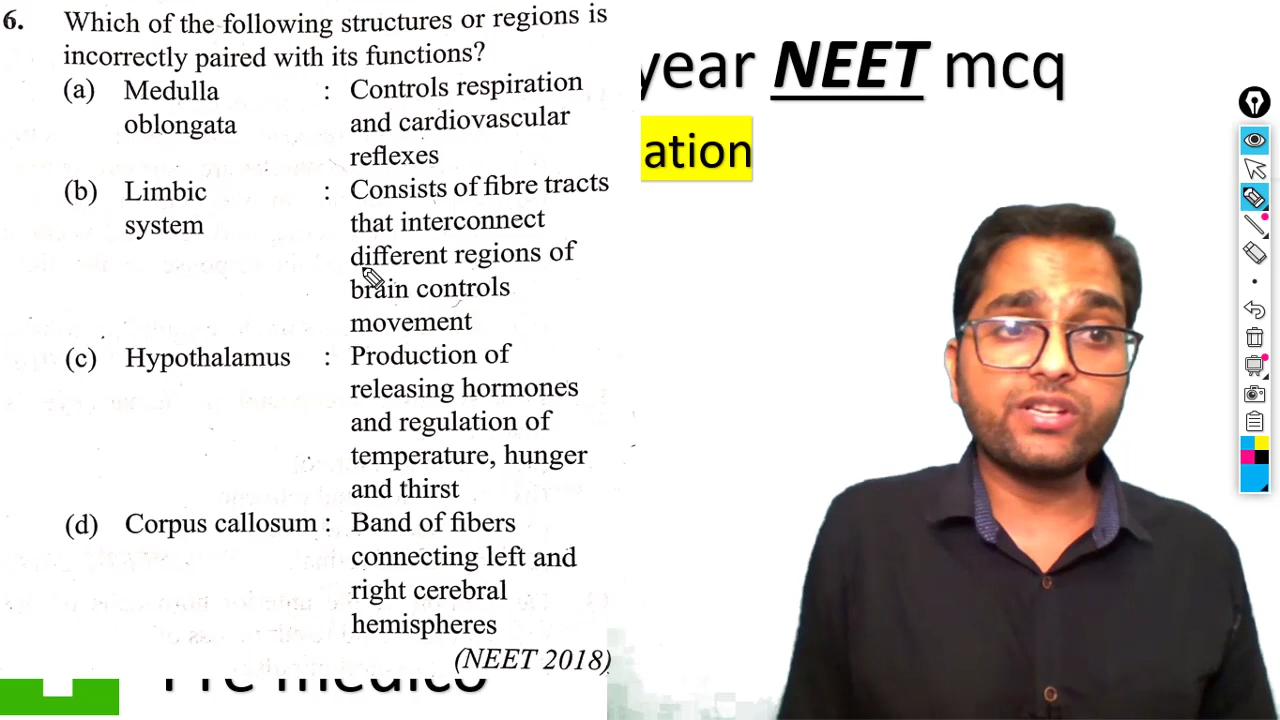 6. Which of the following structures or regions is
incorrectly paired with its functions?
(a) Medulla : Controls respiration
oblongata and cardiovascular
reflexes
(b) Limbic : Consists of fibre tracts
system that interconnect
different regions of
brain controls
movement
(c) Hypothalamus : Production of
releasing hormones
and regulation of
temperature, hunger
and thirst
(d) Corpus callosum : Band of fibers
connecting left and
right cerebral
hemispheres
(NEET 2018)
year NEET mcq
ation
Pre medico